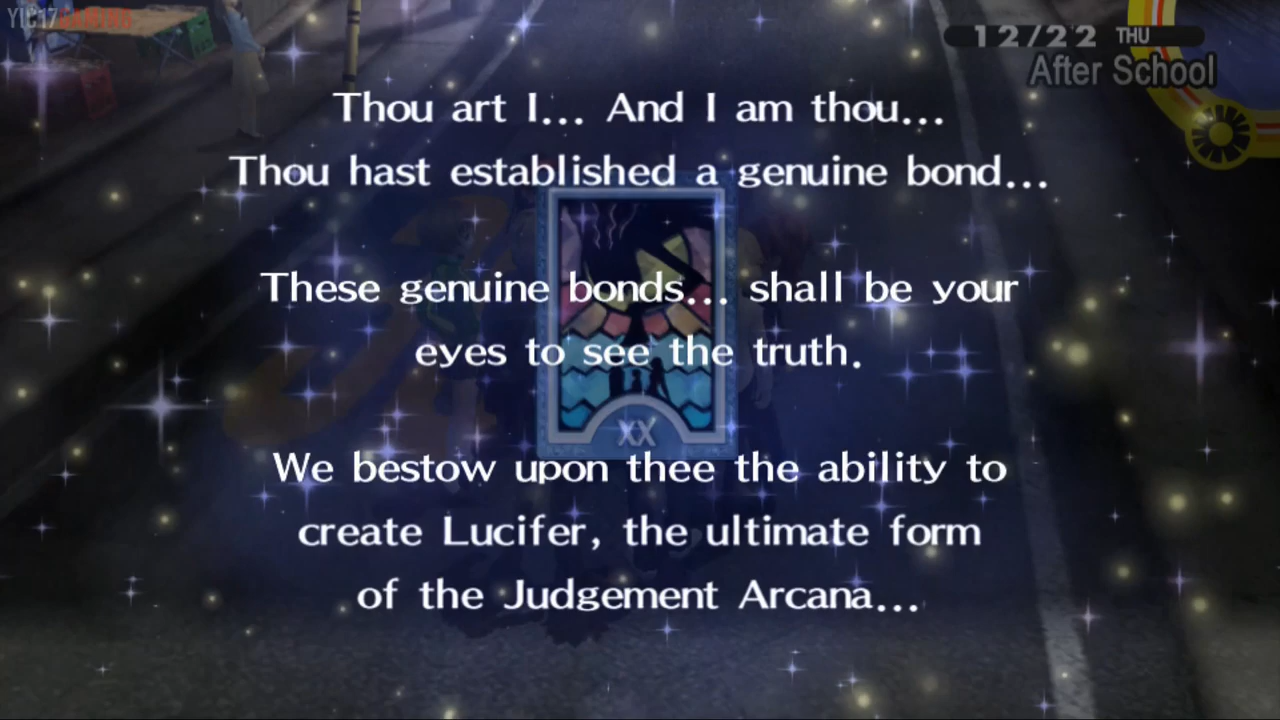 YIC17GAMING
12/22 THU
After School
Thou art I... And I am thou...
Thou hast established a genuine bond...
These genuine bonds... shall be your
eyes to see the truth.
XX
We bestow upon thee the ability to
create Lucifer, the ultimate form
of the Judgement Arcana...